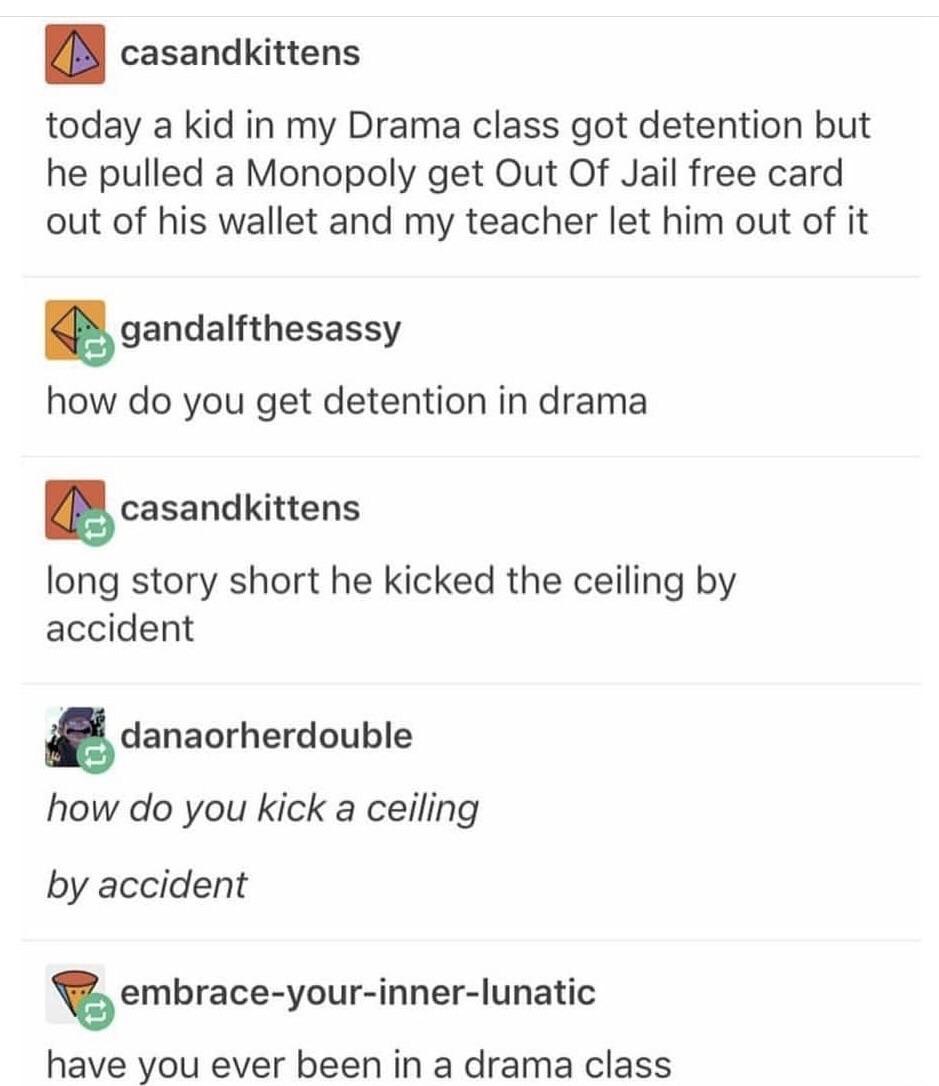 casandkittens
today a kid in my Drama class got detention but
he pulled a Monopoly get Out Of Jail free card
out of his wallet and my teacher let him out of it
gandalfthesassy
how do you get detention in drama
casandkittens
long story short he kicked the ceiling by
accident
danaorherdouble
how do you kick a ceiling
by accident
embrace-your-inner-lunatic
have you ever been in a drama class